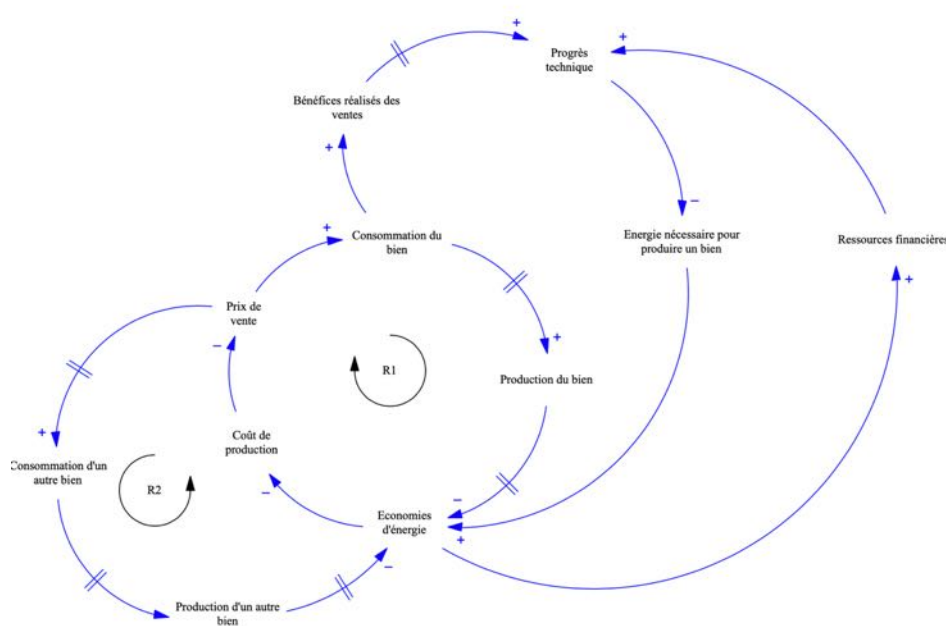 +
+
Progrès
technique
Bénéfices réalisés des
ventes
+
−
+
Consommation du
bien
Energie nécessaire pour
produire un bien
Ressources financières
+
Prix de
vente
−
+
R1
Production du bien
+
Coût de
production
Consommation d'un
autre bien
R2
−
−
Economies
d'énergie
+
−
Production d'un autre
bien